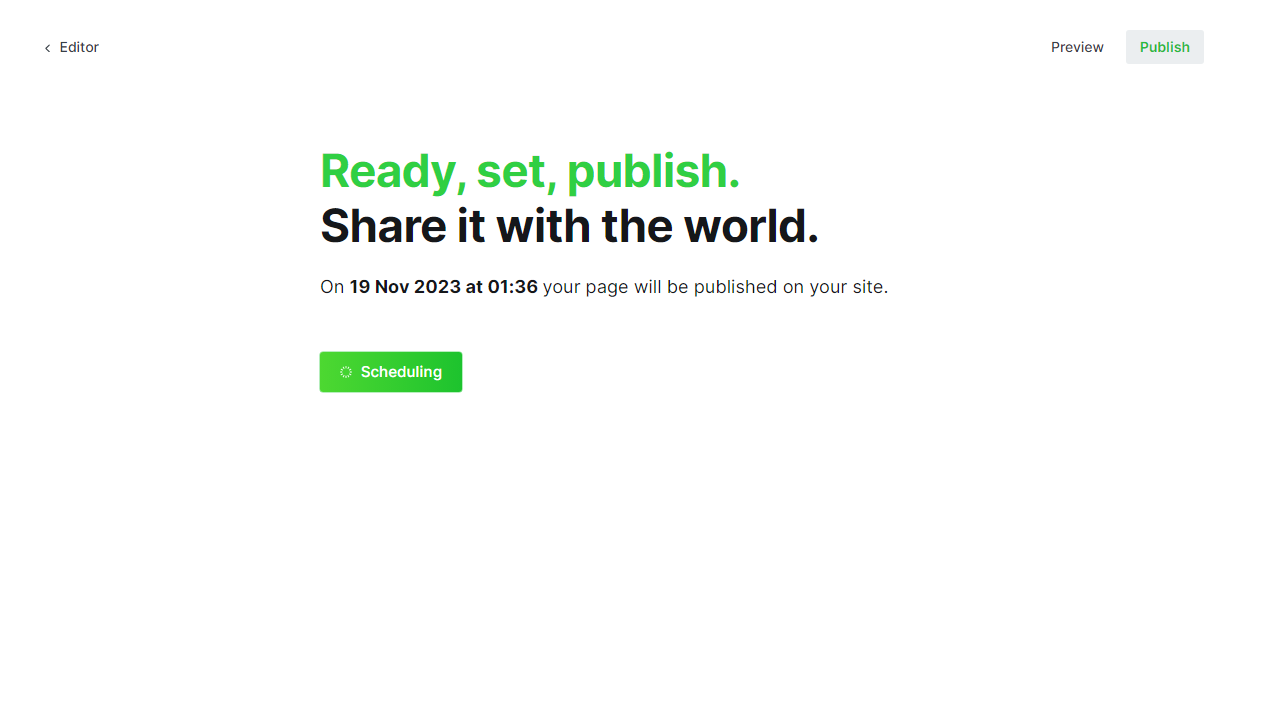 Editor
Preview
Publish
Ready, set, publish.
Share it with the world.
On 19 Nov 2023 at 01:36 your page will be published on your site.
Scheduling